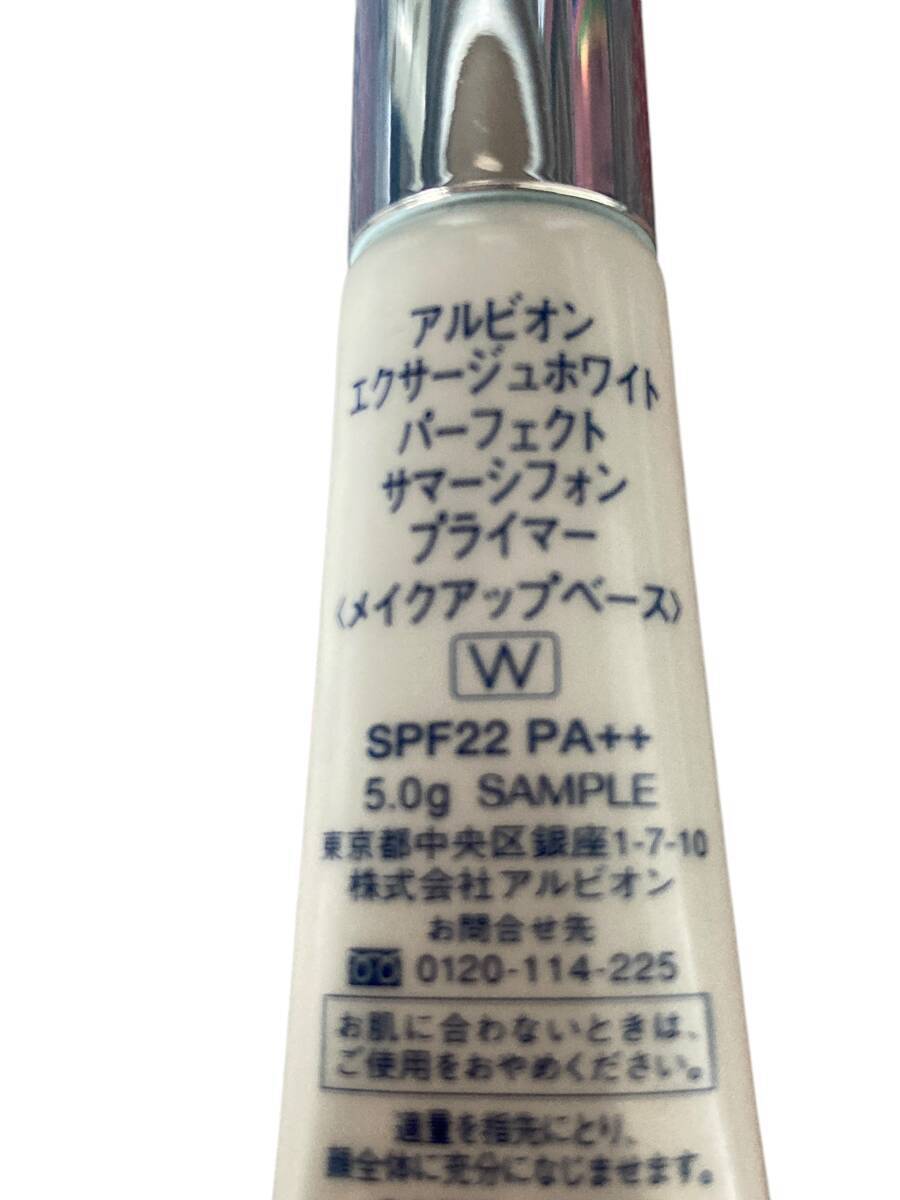 アルビオン
エクサージュホワイト
パーフェクト
サマーシフォン
プライマー
〈メイクアップベース〉
W
SPF22 PA++
5.0g SAMPLE
東京都中央区銀座1-7-10
株式会社アルビオン
お問合せ先
0120-114-225
お肌に合わないときは、
ご使用をおやめください。
適量を指先にとり、
顔全体に充分になじませます。